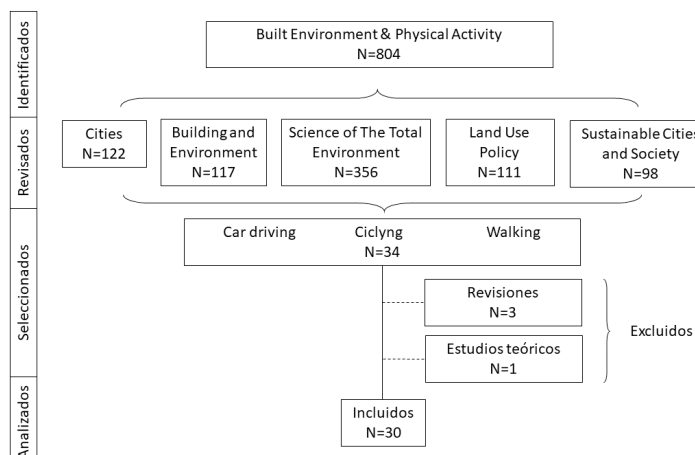 Identificados
Built Environment & Physical Activity
N=804
Revisados
Cities
N=122
Building and
Environment
N=117
Science of The Total
Environment
N=356
Land Use
Policy
N=111
Sustainable Cities
and Society
N=98
Seleccionados
Car driving Ciclyng Walking
N=34
Revisiones
N=3
Estudios teóricos
N=1
Excluidos
Analizados
Incluidos
N=30